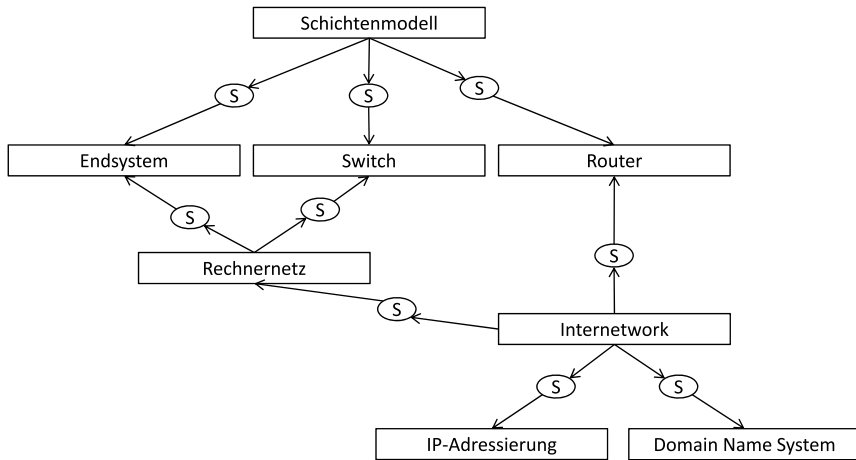 Schichtenmodell
S
S
S
Endsystem
Switch
Router
S
S
S
Rechnernetz
S
Internetwork
S
S
IP-Adressierung
Domain Name System